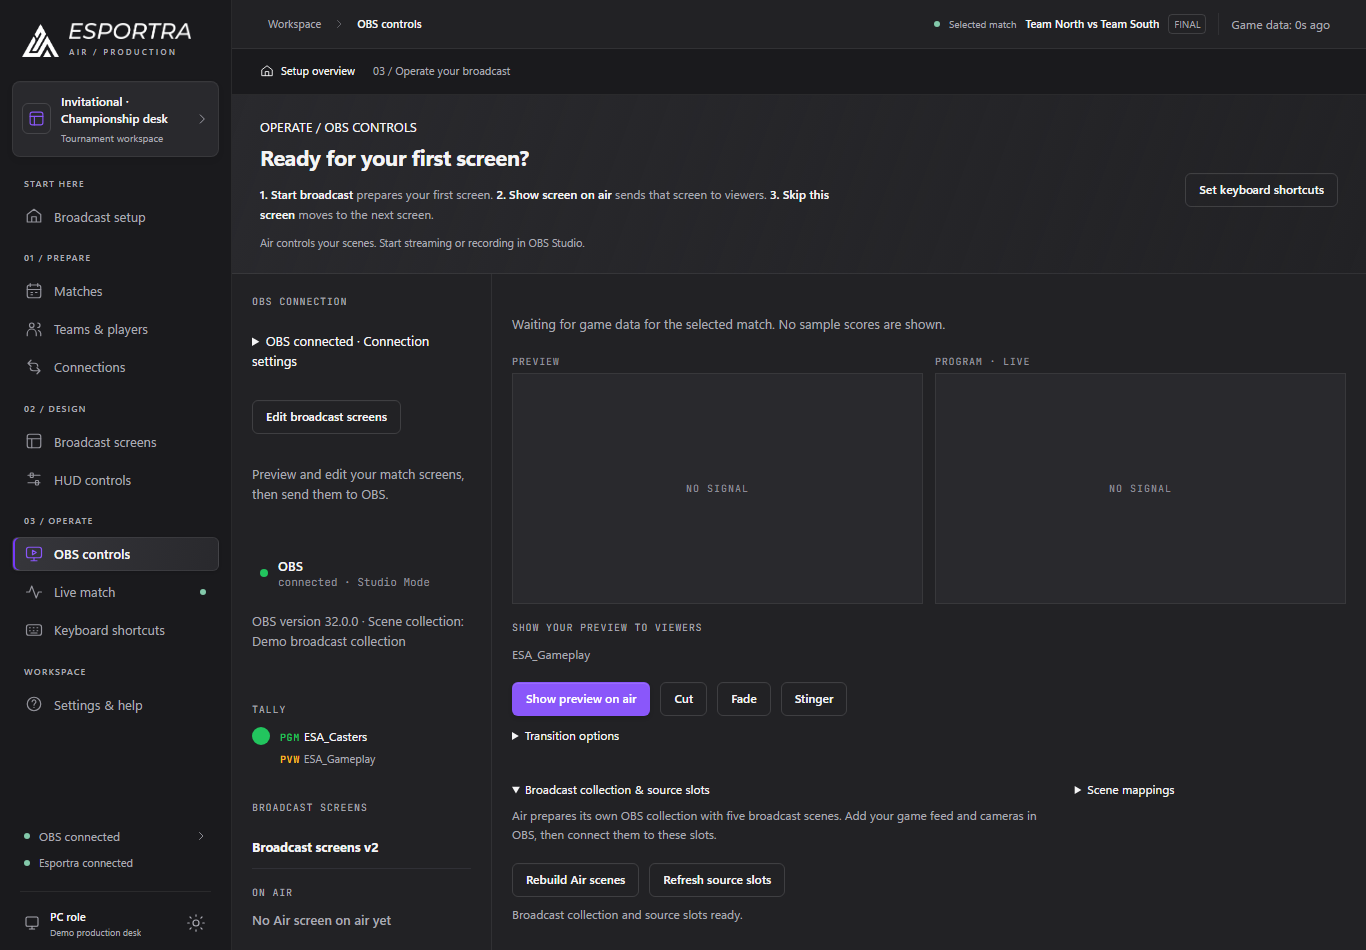 ESPORTRA
AIR / PRODUCTION
Invitational ·
Championship desk
Tournament workspace
START HERE
Broadcast setup
01 / PREPARE
Matches
Teams & players
Connections
02 / DESIGN
Broadcast screens
HUD controls
03 / OPERATE
OBS controls
Live match
Keyboard shortcuts
WORKSPACE
Settings & help
OBS connected
Esportra connected
PC role
Demo production desk
Workspace
OBS controls
Selected match Team North vs Team South FINAL
Game data: 0s ago
Setup overview
03 / Operate your broadcast
OPERATE / OBS CONTROLS
Ready for your first screen?
1. Start broadcast prepares your first screen. 2. Show screen on air sends that screen to viewers. 3. Skip this
screen moves to the next screen.
Air controls your scenes. Start streaming or recording in OBS Studio.
Set keyboard shortcuts
OBS CONNECTION
OBS connected · Connection
settings
Edit broadcast screens
Preview and edit your match screens,
then send them to OBS.
OBS
connected · Studio Mode
OBS version 32.0.0 · Scene collection:
Demo broadcast collection
TALLY
PGM ESA_Casters
PVW ESA_Gameplay
BROADCAST SCREENS
Broadcast screens v2
ON AIR
No Air screen on air yet
Waiting for game data for the selected match. No sample scores are shown.
PREVIEW
NO SIGNAL
PROGRAM · LIVE
NO SIGNAL
SHOW YOUR PREVIEW TO VIEWERS
ESA_Gameplay
Show preview on air
Cut
Fade
Stinger
Transition options
Broadcast collection & source slots
Air prepares its own OBS collection with five broadcast scenes. Add your game feed and cameras in
OBS, then connect them to these slots.
Rebuild Air scenes
Refresh source slots
Broadcast collection and source slots ready.
Scene mappings